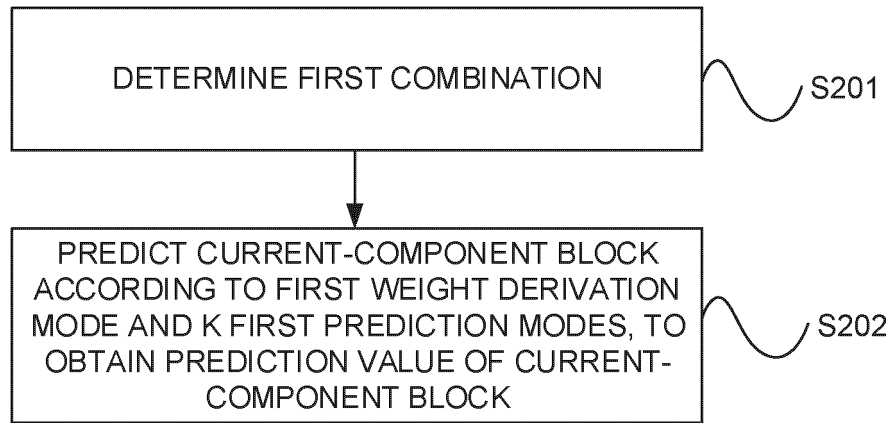 DETERMINE FIRST COMBINATION
S201
PREDICT CURRENT-COMPONENT BLOCK
ACCORDING TO FIRST WEIGHT DERIVATION
MODE AND K FIRST PREDICTION MODES, TO
OBTAIN PREDICTION VALUE OF CURRENT-
COMPONENT BLOCK
S202